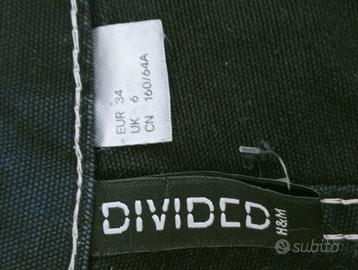 EUR 34
UK 6
CN 160/64A
DIVIDED
H&M
subito